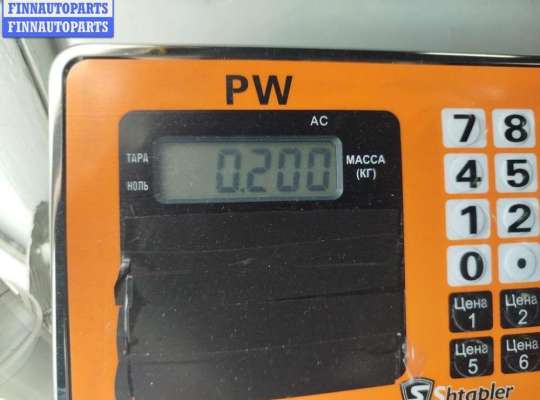 FINNAUTOPARTS
FINNAUTOPARTS
PW
AC
ТАРА
НОЛЬ
0.200
МАССА
(КГ)
7 8
4 5
1 2
0 .
Цена 1
Цена 2
Цена 5
Цена 6
S Shtapler